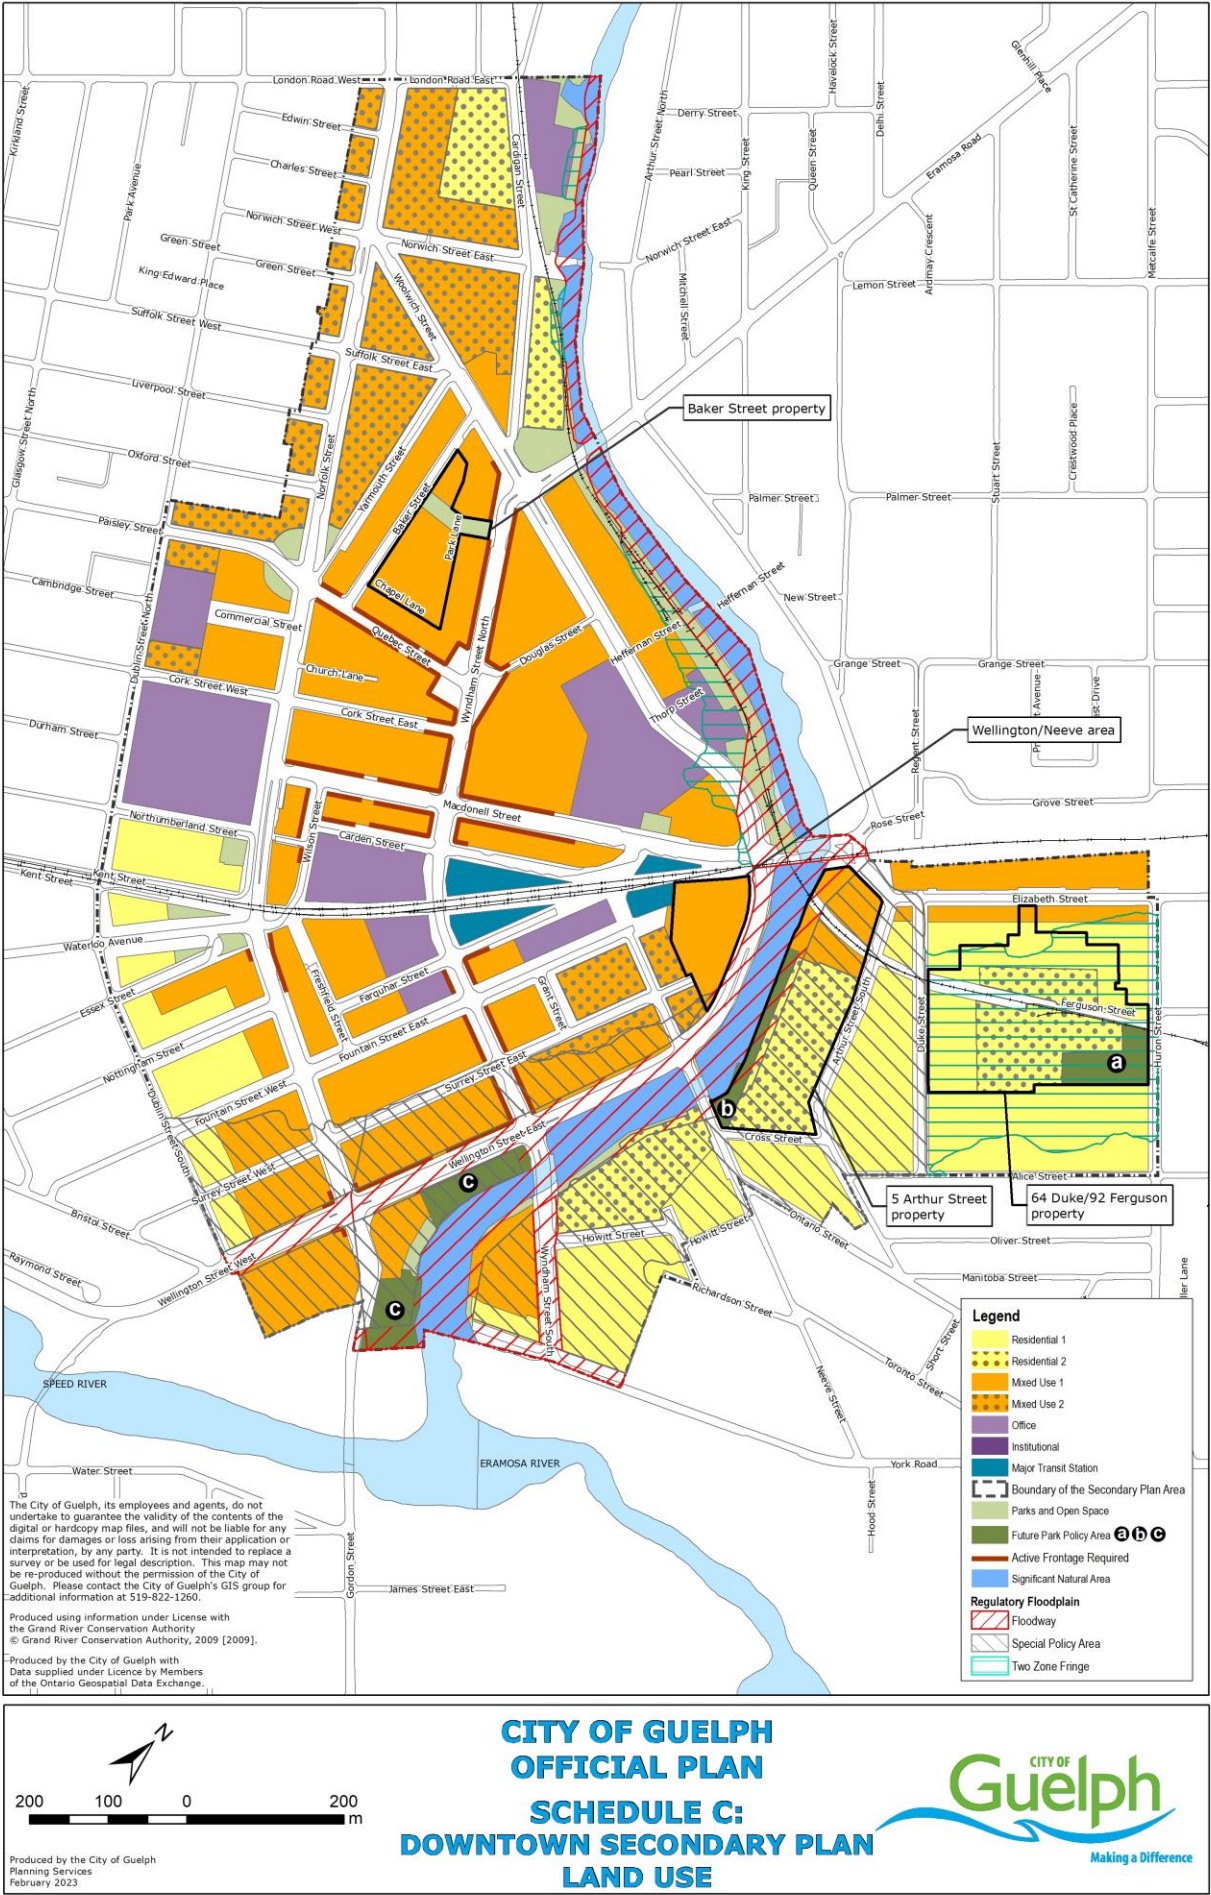 Kirkland Street
Park Avenue
London Road West
London Road East
Edwin Street
Charles Street
Norwich Street West
Green Street
Green Street
King Edward Place
Suffolk Street West
Liverpool Street
Oxford Street
Glasgow Street North
Paisley Street
Cambridge Street
Durham Street
Cardigan Street
Norwich Street East
Woolwich Street
Suffolk Street East
Norfolk Street
Yarmouth Street
Baker Street
Park Lane
Chapel Lane
Quebec Street
Commercial Street
Church Lane
Cork Street West
Cork Street East
Dublin Street North
Wyndham Street North
Douglas Street
Heffernan Street
Heffernan Street
Thorp Street
Macdonell Street
Carden Street
Wilson Street
Northumberland Street
Kent Street
Kent Street
Waterloo Avenue
Essex Street
Nottingham Street
Freshfield Street
Farquhar Street
Fountain Street East
Fountain Street West
Grant Street
Surrey Street East
Surrey Street West
Dublin Street South
Bristol Street
Raymond Street
Wellington Street West
Wellington Street East
Wyndham Street South
Howitt Street
Howitt Street
Arthur Street North
Derry Street
Pearl Street
King Street
Queen Street
Havelock Street
Delhi Street
Glenhill Place
Eramosa Road
Norwich Street East
Mitchell Street
Ardmay Crescent
Lemon Street
St Catherine Street
Metcalfe Street
Stuart Street
Crestwood Place
Palmer Street
Palmer Street
New Street
Grange Street
Grange Street
Regent Street
Grove Street
Rose Street
Baker Street property
Wellington/Neeve area
Elizabeth Street
Ferguson Street
Huron Street
Duke Street
Arthur Street South
Cross Street
Alice Street
5 Arthur Street
property
64 Duke/92 Ferguson
property
a
b
c
c
Ontario Street
Oliver Street
Manitoba Street
Richardson Street
Short Street
Toronto Street
Neeve Street
York Road
Hood Street
SPEED RIVER
ERAMOSA RIVER
Water Street
Gordon Street
James Street East
Legend
Residential 1
Residential 2
Mixed Use 1
Mixed Use 2
Office
Institutional
Major Transit Station
Boundary of the Secondary Plan Area
Parks and Open Space
Future Park Policy Area a b c
Active Frontage Required
Significant Natural Area
Regulatory Floodplain
Floodway
Special Policy Area
Two Zone Fringe
The City of Guelph, its employees and agents, do not
undertake to guarantee the validity of the contents of the
digital or hardcopy map files, and will not be liable for any
claims for damages or loss arising from their application or
interpretation, by any party. It is not intended to replace a
survey or be used for legal description. This map may not
be re-produced without the permission of the City of
Guelph. Please contact the City of Guelph's GIS group for
additional information at 519-822-1260.
Produced using information under License with
the Grand River Conservation Authority
© Grand River Conservation Authority, 2009 [2009].
Produced by the City of Guelph with
Data supplied under Licence by Members
of the Ontario Geospatial Data Exchange.
N
200 100 0 200
m
Produced by the City of Guelph
Planning Services
February 2023
CITY OF GUELPH
OFFICIAL PLAN
SCHEDULE C:
DOWNTOWN SECONDARY PLAN
LAND USE
CITY OF
Guelph
Making a Difference